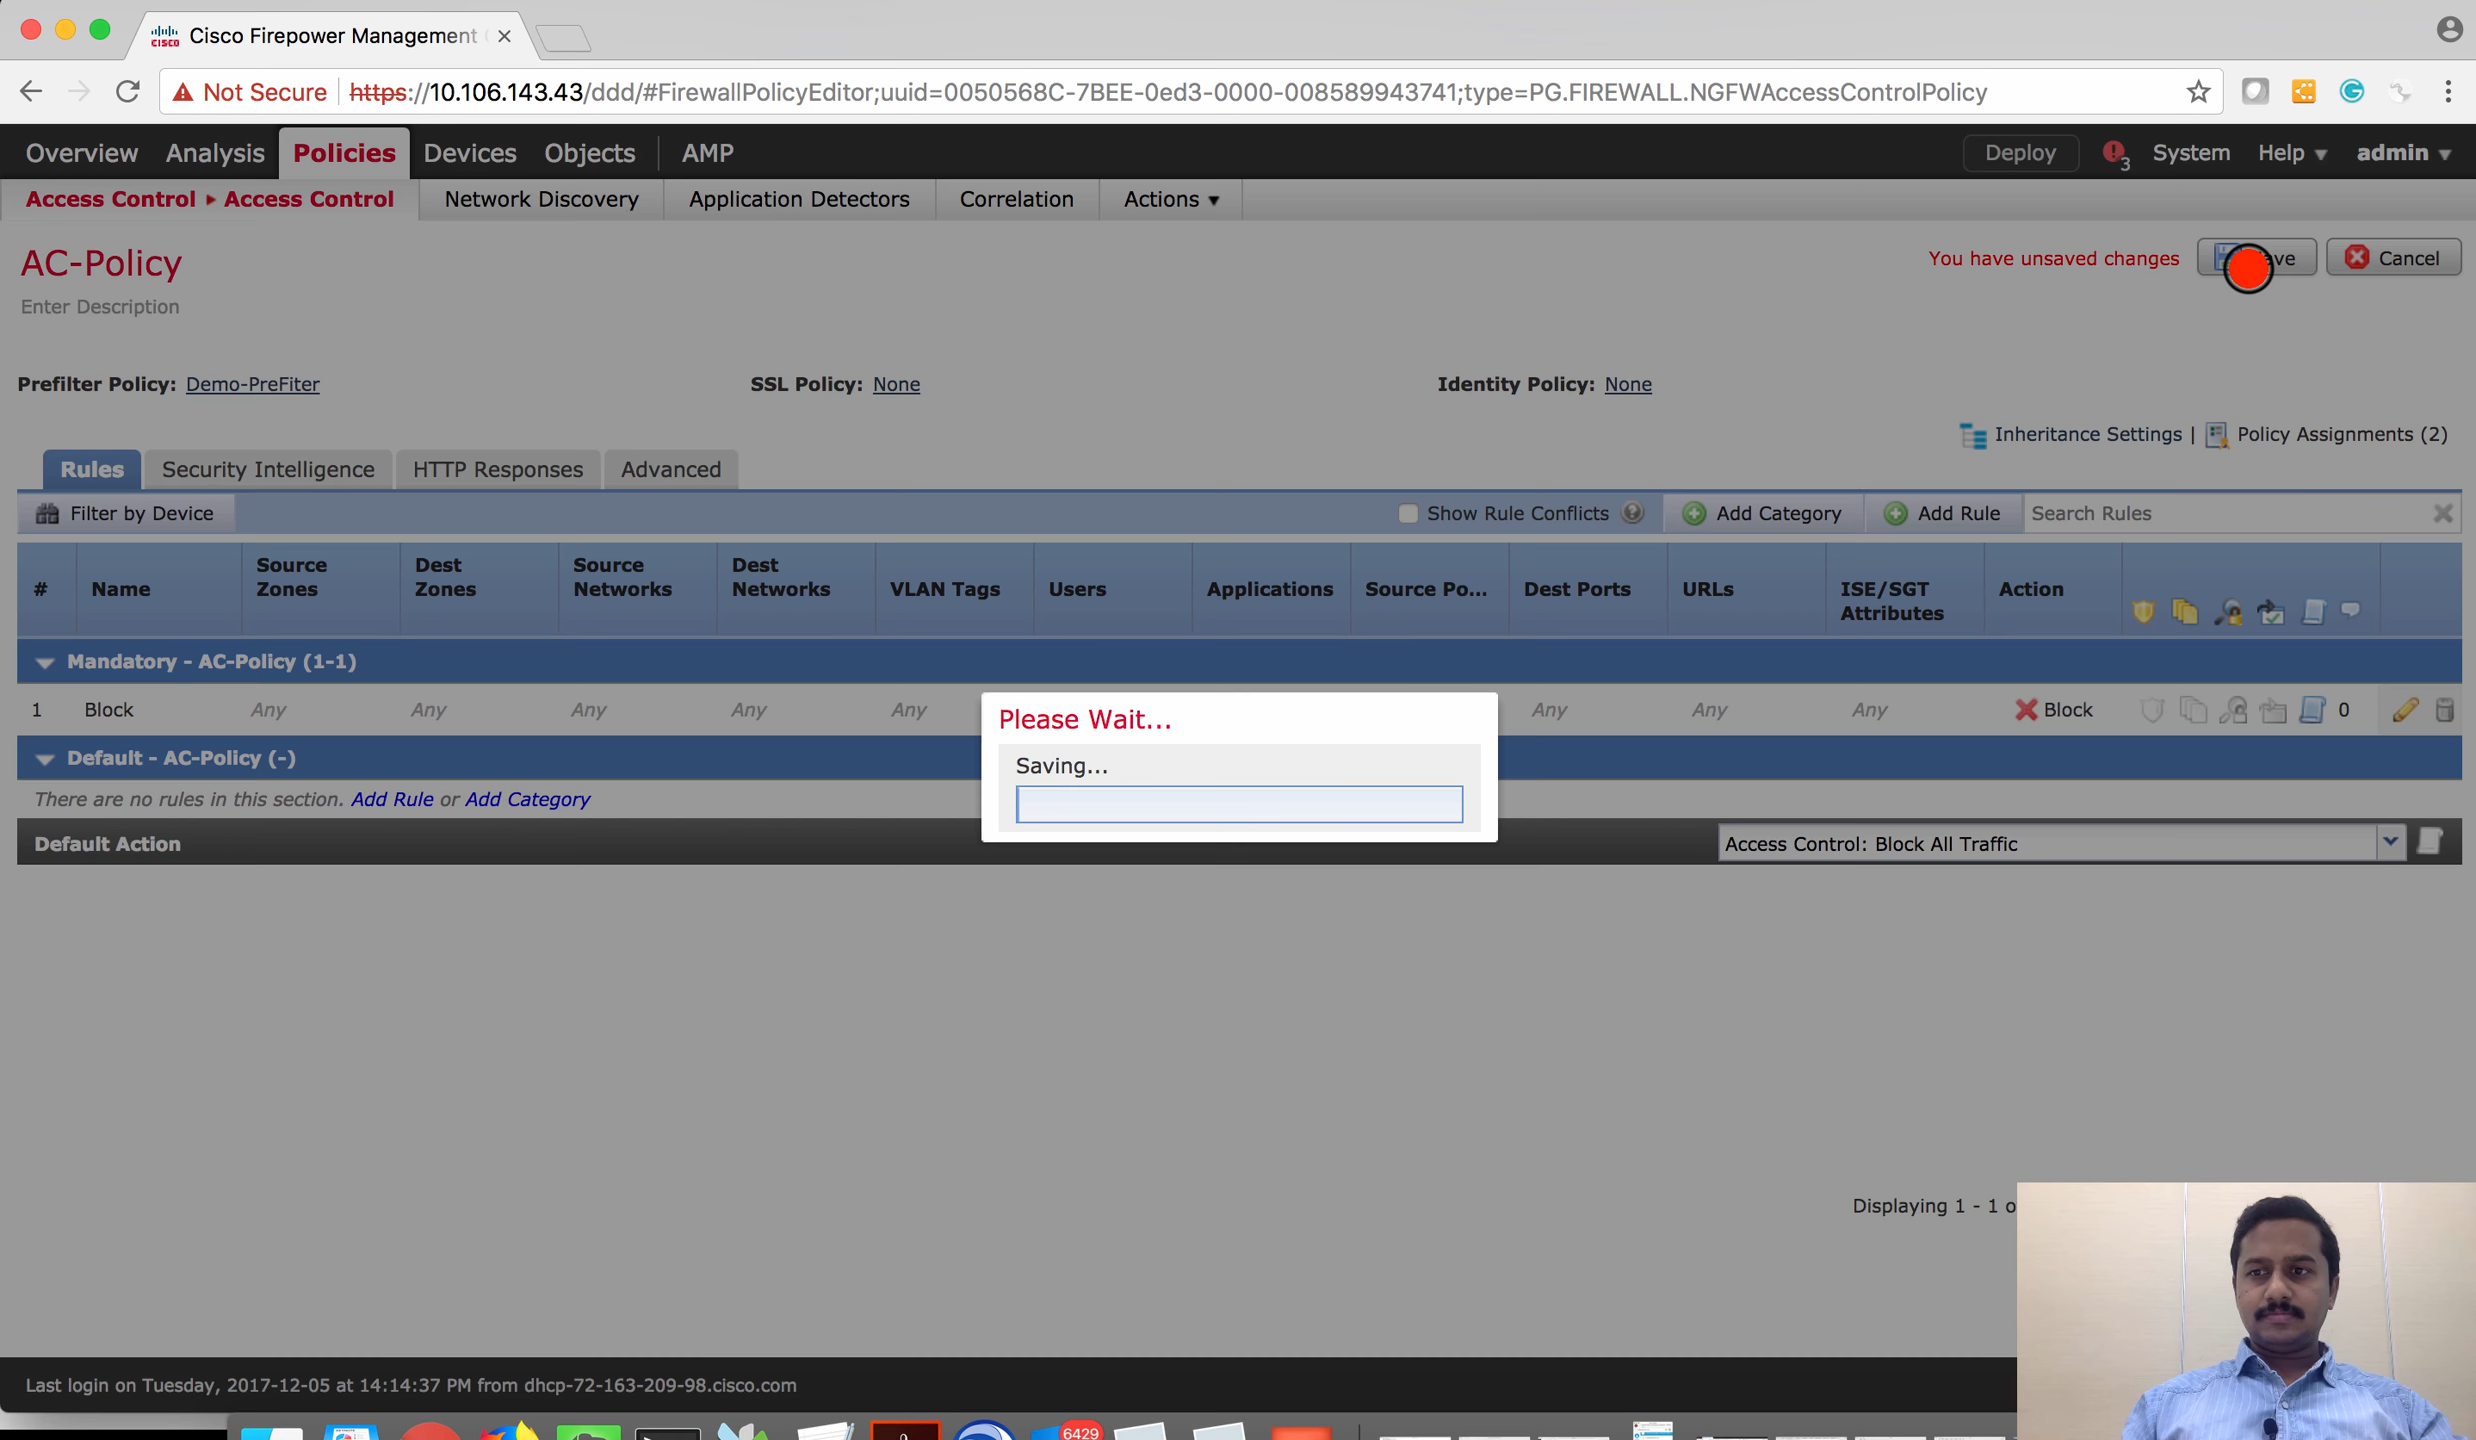 Cisco Firepower Management
Not Secure https://10.106.143.43/ddd/#FirewallPolicyEditor;uuid=0050568C-7BEE-0ed3-0000-008589943741;type=PG.FIREWALL.NGFWAccessControlPolicy
Overview Analysis Policies Devices Objects AMP Deploy 3 System Help admin
Access Control ▸ Access Control Network Discovery Application Detectors Correlation Actions
AC-Policy
You have unsaved changes Cancel
Enter Description
Prefilter Policy: Demo-PreFiter SSL Policy: None Identity Policy: None
Inheritance Settings | Policy Assignments (2)
Rules Security Intelligence HTTP Responses Advanced
Filter by Device Show Rule Conflicts Add Category Add Rule Search Rules
# Name Source Zones Dest Zones Source Networks Dest Networks VLAN Tags Users Applications Source Po... Dest Ports URLs ISE/SGT Attributes Action
Mandatory - AC-Policy (1-1)
1 Block Any Any Any Any Any Any Any Any Block 0
Default - AC-Policy (-)
There are no rules in this section. Add Rule or Add Category
Default Action Access Control: Block All Traffic
Please Wait...
Saving...
Displaying 1 - 1 o
Last login on Tuesday, 2017-12-05 at 14:14:37 PM from dhcp-72-163-209-98.cisco.com
6429